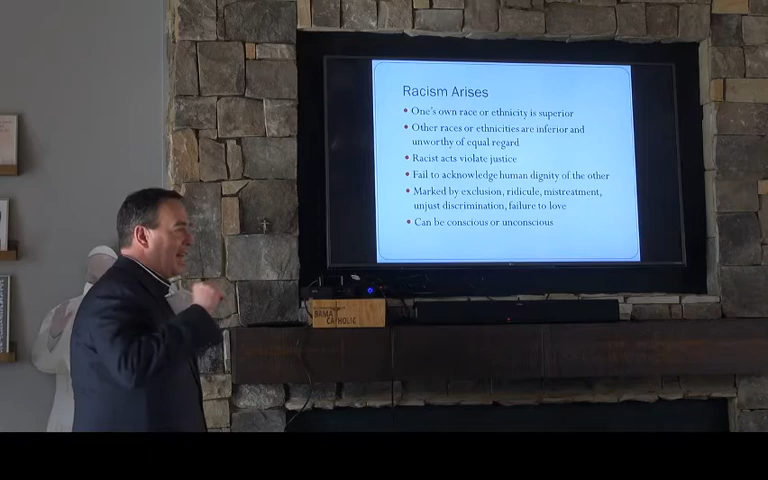 Racism Arises
• One's own race or ethnicity is superior
• Other races or ethnicities are inferior and
unworthy of equal regard
• Racist acts violate justice
• Fail to acknowledge human dignity of the other
• Marked by exclusion, ridicule, mistreatment,
unjust discrimination, failure to love
• Can be conscious or unconscious
BAMA
CATHOLIC